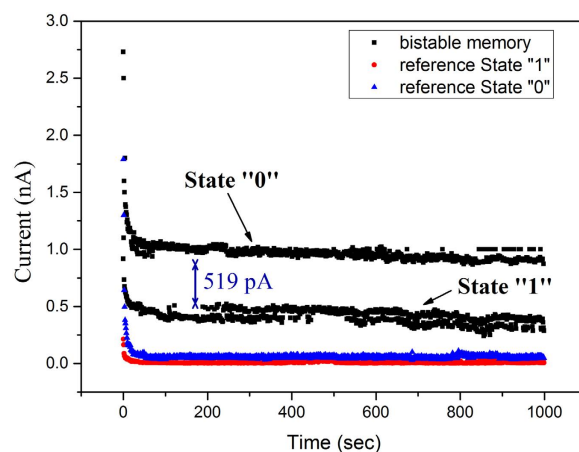 3.0
2.5
2.0
1.5
1.0
0.5
0.0
Current (nA)
bistable memory
reference State "1"
reference State "0"
State "0"
519 pA
State "1"
0
200
400
600
800
1000
Time (sec)